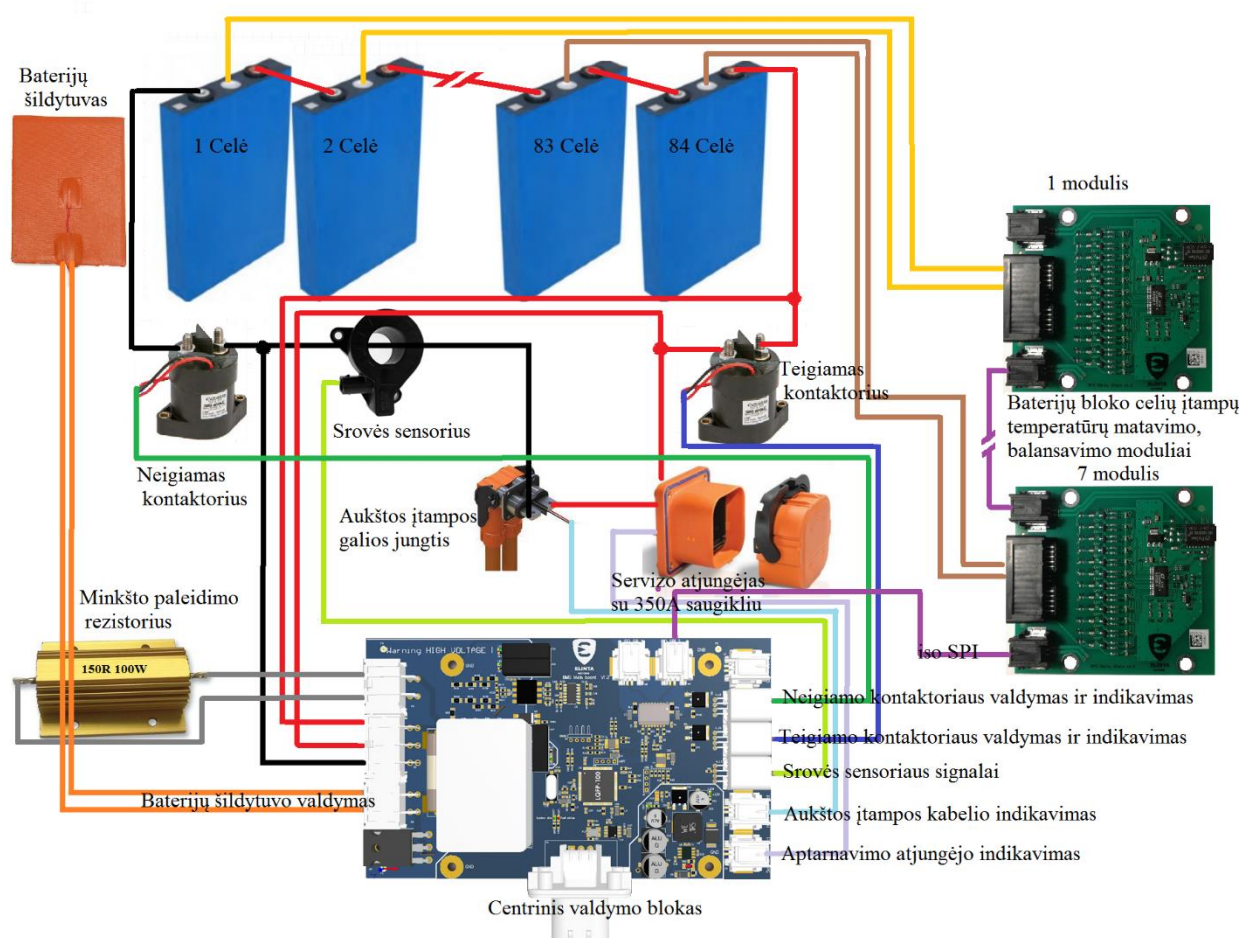 Baterijų
šildytuvas
1 Celė
2 Celė
83 Celė
84 Celė
1 modulis
Baterijų bloko celių įtampų
temperatūrų matavimo,
balansavimo moduliai
7 modulis
Teigiamas
kontaktorius
Srovės sensorius
Neigiamas
kontaktorius
Aukštos įtampos
galios jungtis
Servizo atjungėjas
su 350A saugikliu
Minkšto paleidimo
rezistorius
150R 100W
Warning HIGH VOLTAGE !
ELINTA
iso SPI
Neigiamo kontaktoriaus valdymas ir indikavimas
Teigiamo kontaktoriaus valdymas ir indikavimas
Srovės sensoriaus signalai
Baterijų šildytuvo valdymas
LQFP-100
Aukštos įtampos kabelio indikavimas
Aptarnavimo atjungėjo indikavimas
Centrinis valdymo blokas